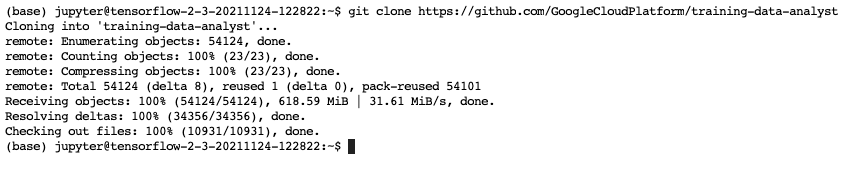 (base) jupyter@tensorflow-2-3-20211124-122822:~$ git clone https://github.com/GoogleCloudPlatform/training-data-analyst
Cloning into 'training-data-analyst'...
remote: Enumerating objects: 54124, done.
remote: Counting objects: 100% (23/23), done.
remote: Compressing objects: 100% (23/23), done.
remote: Total 54124 (delta 8), reused 1 (delta 0), pack-reused 54101
Receiving objects: 100% (54124/54124), 618.59 MiB | 31.61 MiB/s, done.
Resolving deltas: 100% (34356/34356), done.
Checking out files: 100% (10931/10931), done.
(base) jupyter@tensorflow-2-3-20211124-122822:~$